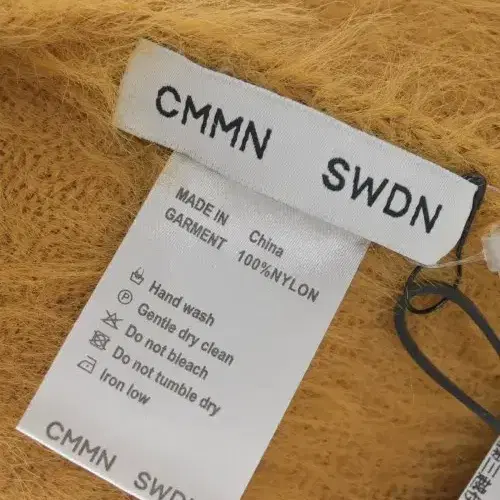 CMMN SWDN
MADE IN China
GARMENT 100%NYLON
Hand wash
Gentle dry clean
Do not bleach
Do not tumble dry
Iron low
CMMN SWDN